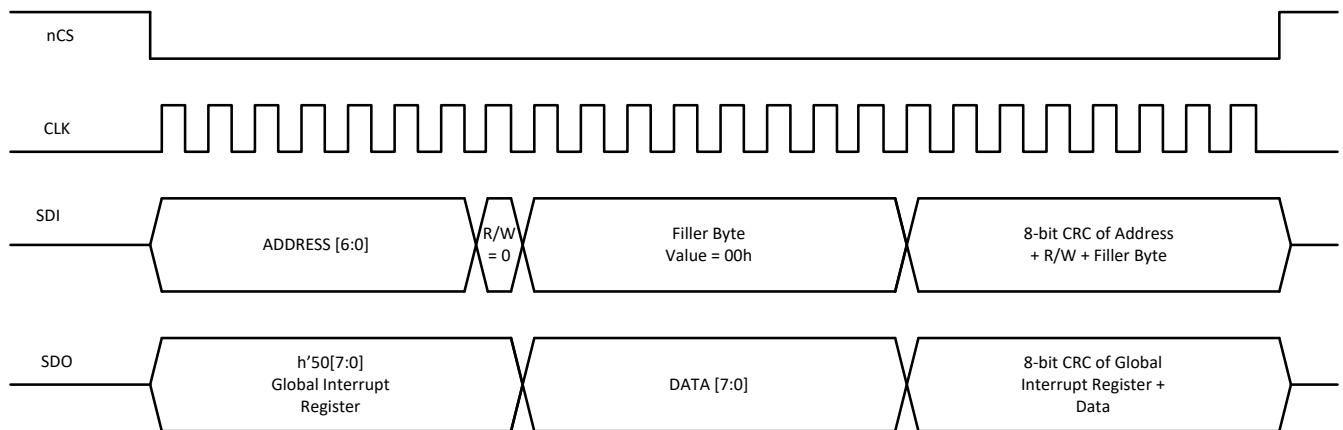 nCS
CLK
SDI
ADDRESS [6:0]
R/W
= 0
Filler Byte
Value = 00h
8-bit CRC of Address
+ R/W + Filler Byte
SDO
h'50[7:0]
Global Interrupt
Register
DATA [7:0]
8-bit CRC of Global
Interrupt Register +
Data